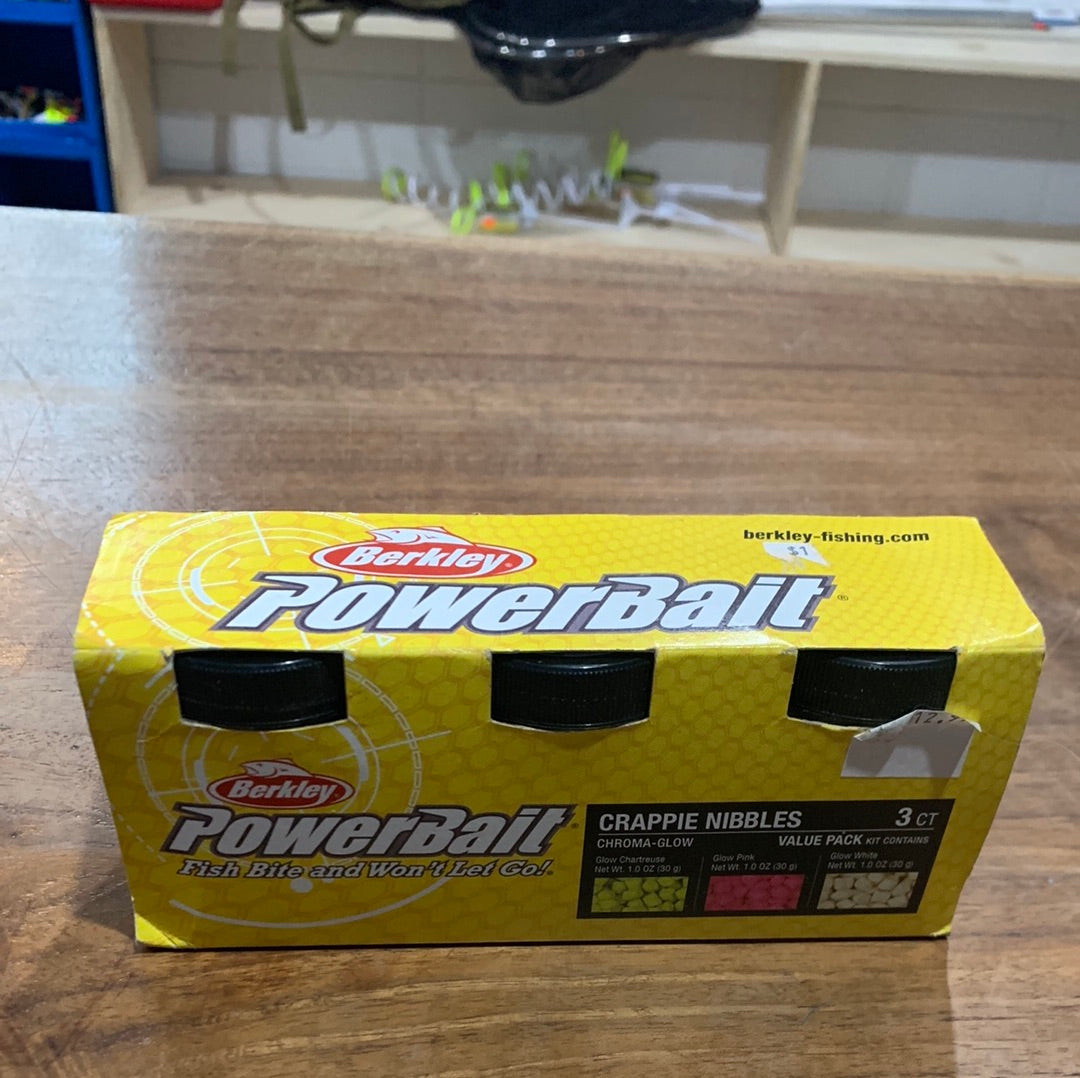 berkley-fishing.com
Berkley
$1
PowerBait®
12.9
Berkley
PowerBait®
Fish Bite and Won't Let Go!®
CRAPPIE NIBBLES 3 CT
CHROMA-GLOW VALUE PACK KIT CONTAINS
Glow Chartreuse Glow Pink Glow White
Net Wt. 1.0 OZ (30 g) Net Wt. 1.0 OZ (30 g) Net Wt. 1.0 OZ (30 g)